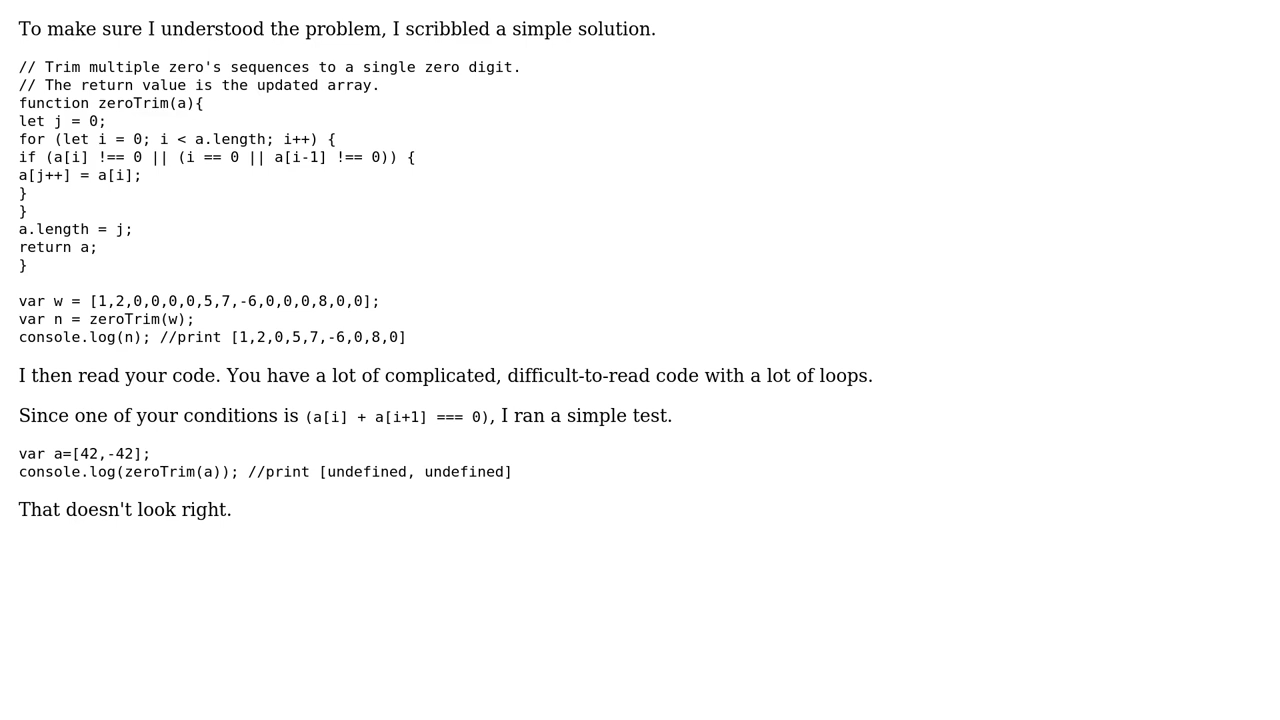 To make sure I understood the problem, I scribbled a simple solution.
// Trim multiple zero's sequences to a single zero digit.
// The return value is the updated array.
function zeroTrim(a){
let j = 0;
for (let i = 0; i < a.length; i++) {
if (a[i] !== 0 || (i == 0 || a[i-1] !== 0)) {
a[j++] = a[i];
}
}
a.length = j;
return a;
}
var w = [1,2,0,0,0,0,5,7,-6,0,0,0,8,0,0];
var n = zeroTrim(w);
console.log(n); //print [1,2,0,5,7,-6,0,8,0]
I then read your code. You have a lot of complicated, difficult-to-read code with a lot of loops.
Since one of your conditions is (a[i] + a[i+1] === 0), I ran a simple test.
var a=[42,-42];
console.log(zeroTrim(a)); //print [undefined, undefined]
That doesn't look right.